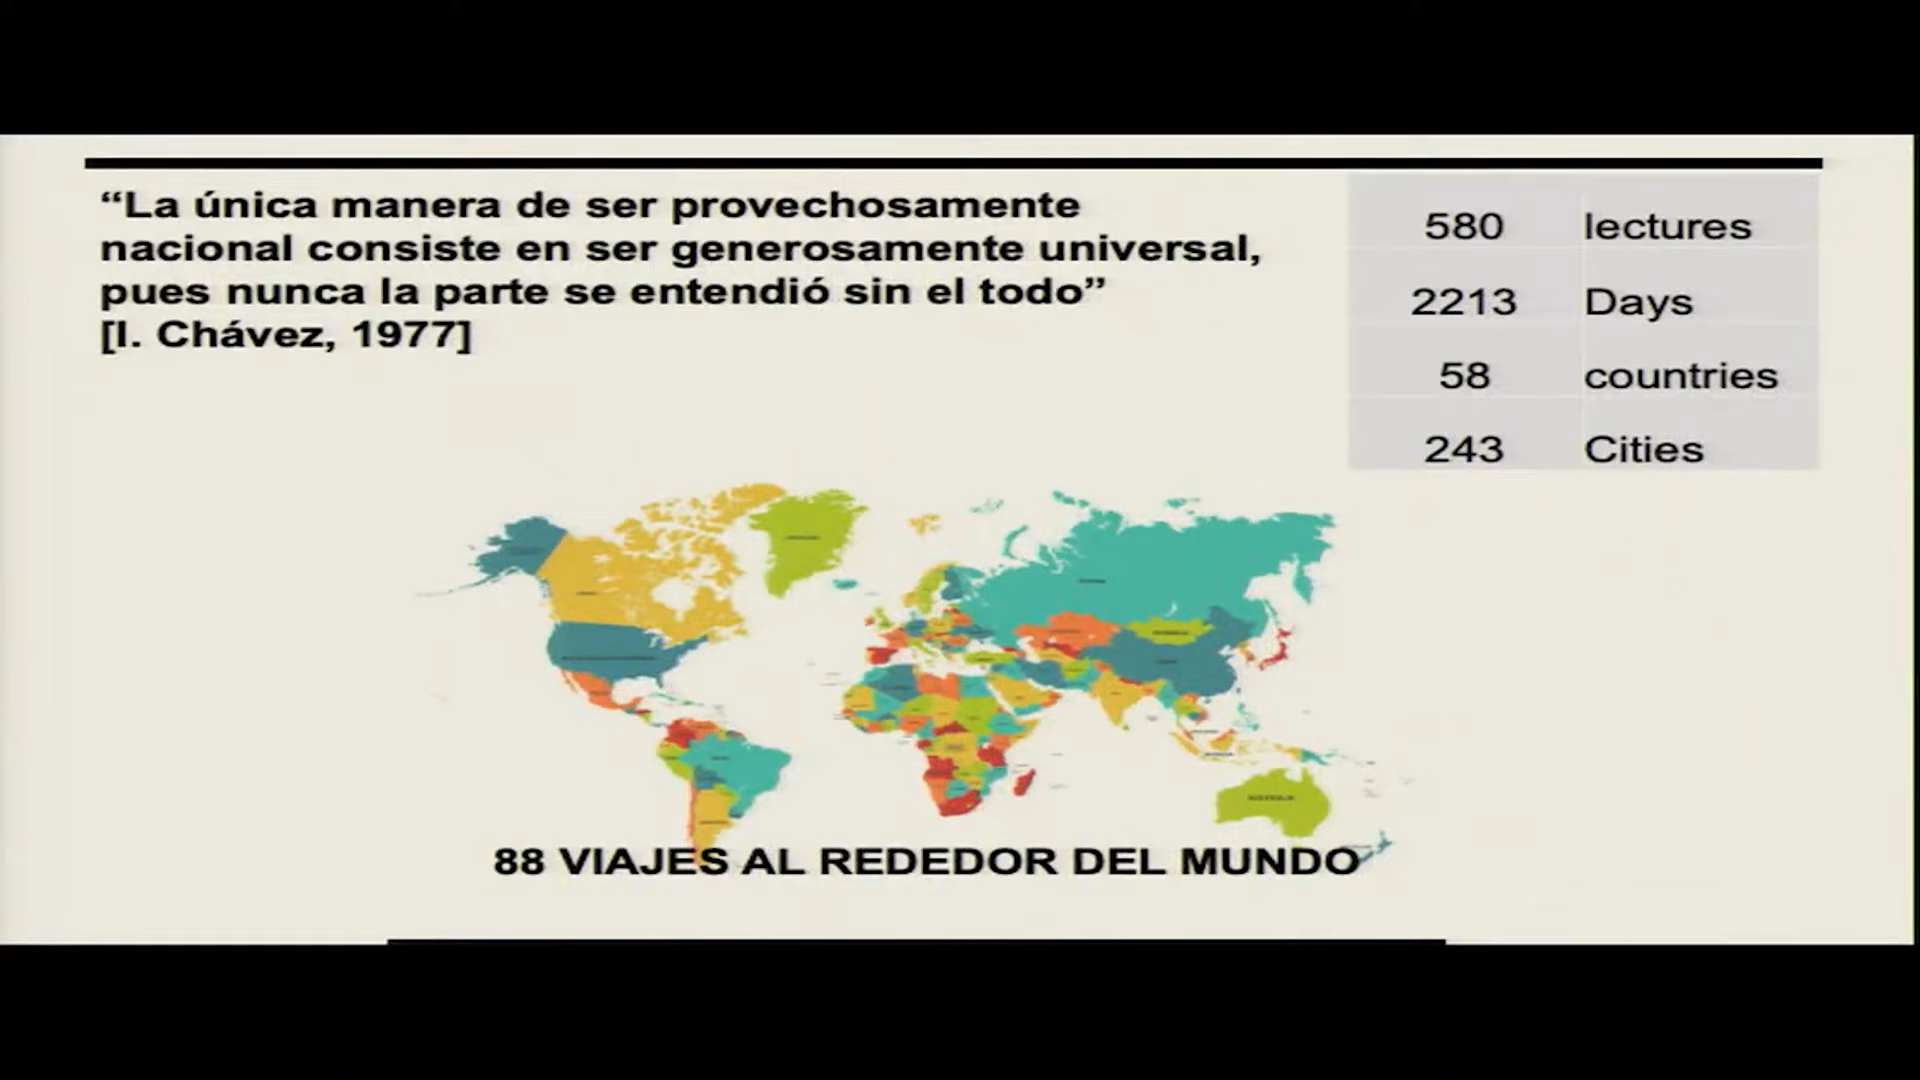 “La única manera de ser provechosamente
nacional consiste en ser generosamente universal,
pues nunca la parte se entendió sin el todo”
[I. Chávez, 1977]
580 lectures
2213 Days
58 countries
243 Cities
88 VIAJES AL REDEDOR DEL MUNDO